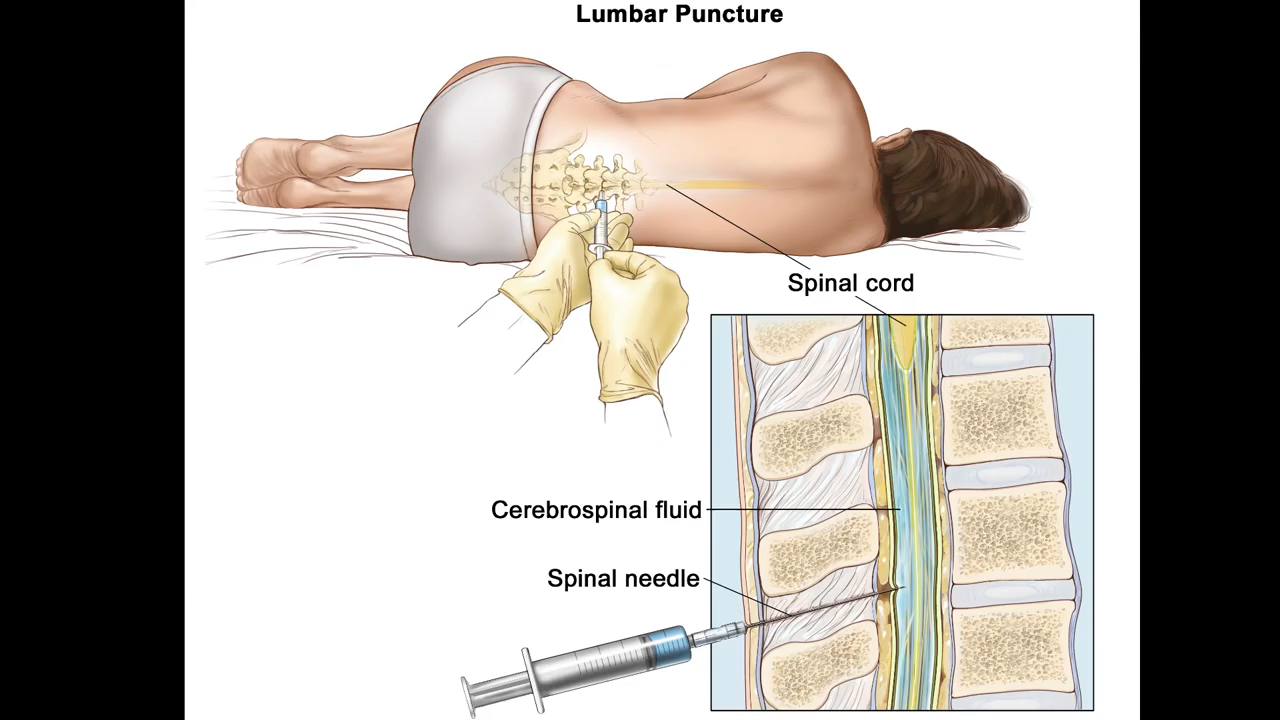 Lumbar Puncture
Spinal cord
Cerebrospinal fluid
Spinal needle